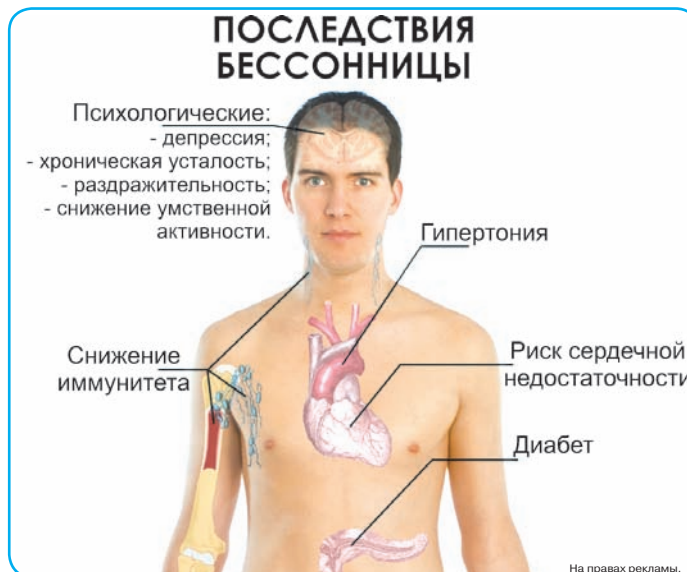 ПОСЛЕДСТВИЯ
БЕССОННИЦЫ
Психологические:
- депрессия;
- хроническая усталость;
- раздражительность;
- снижение умственной
активности.
Гипертония
Снижение
иммунитета
Риск сердечной
недостаточности
Диабет
На правах рекламы.